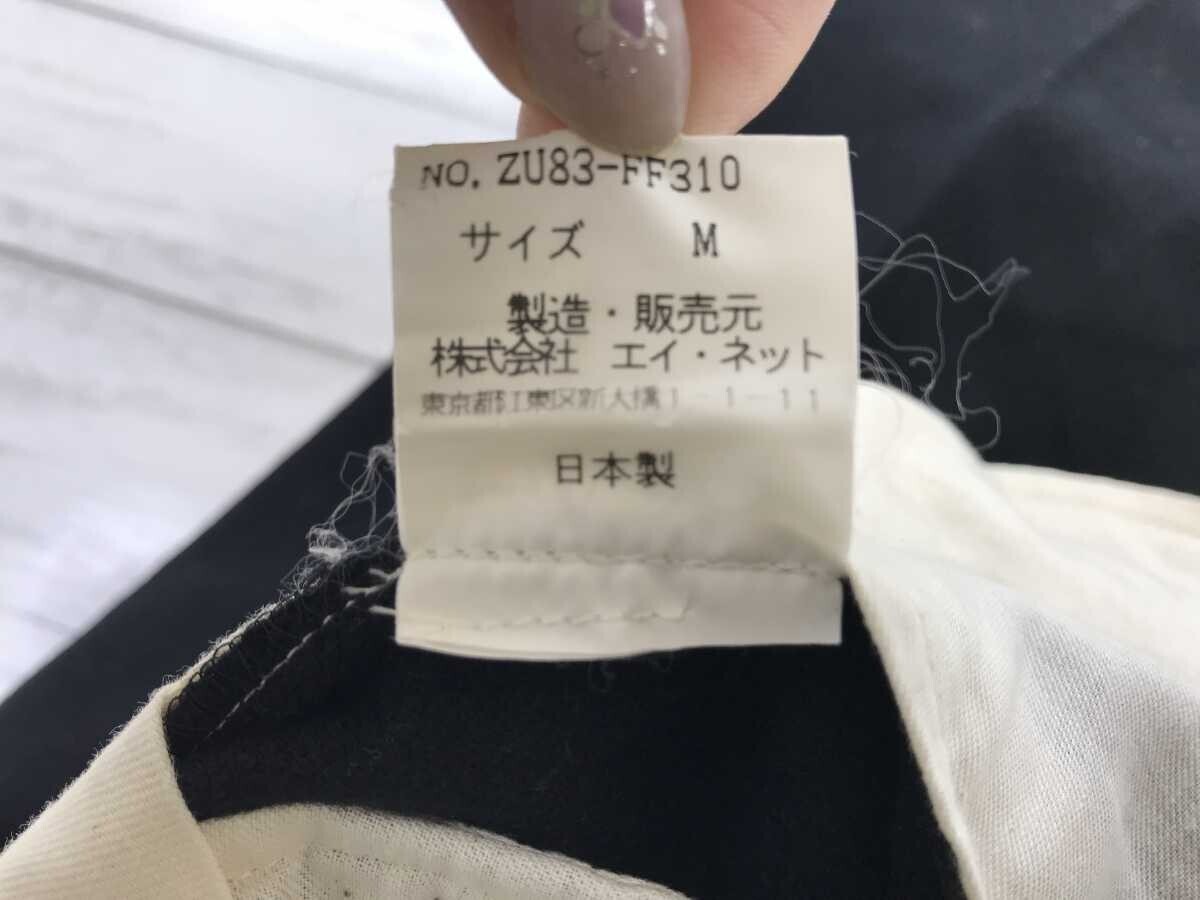 NO. ZU83-FF310
サイズ M
製造・販売元
株式会社 エイ・ネット
東京都江東区新大橋1-1-11
日本製